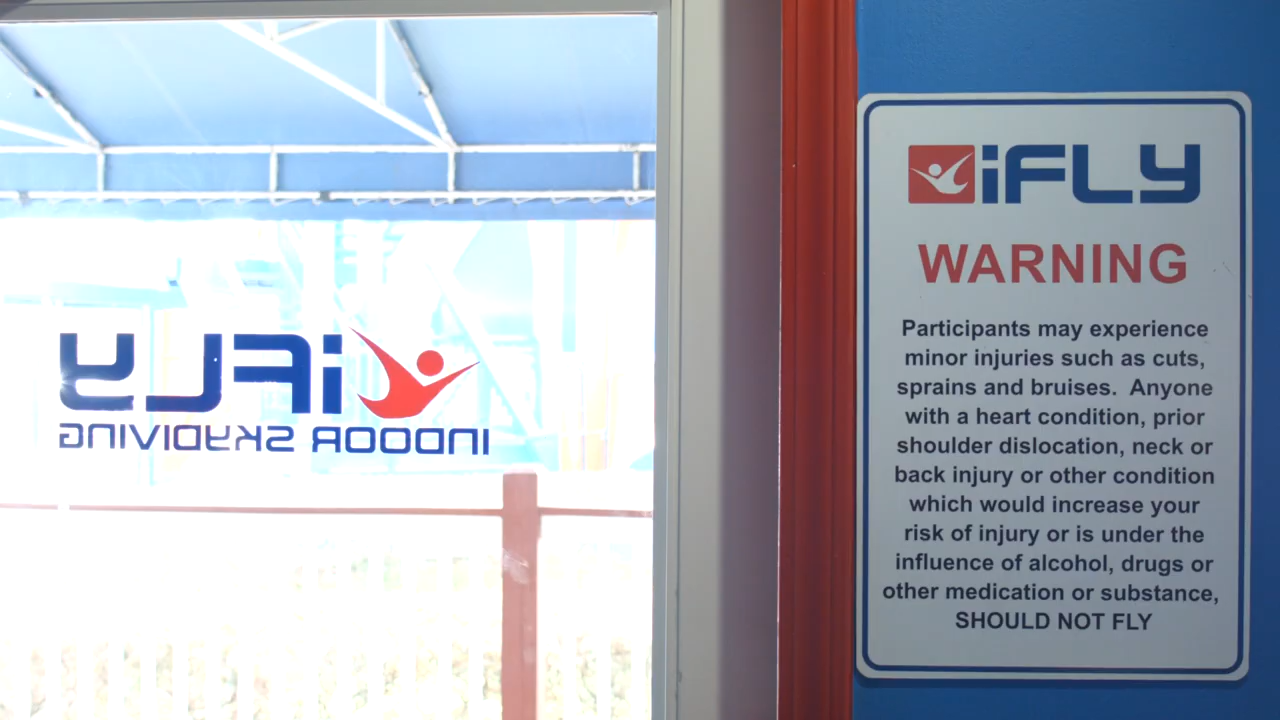 iFLY
INDOOR SKYDIVING
iFLY
WARNING
Participants may experience
minor injuries such as cuts,
sprains and bruises. Anyone
with a heart condition, prior
shoulder dislocation, neck or
back injury or other condition
which would increase your
risk of injury or is under the
influence of alcohol, drugs or
other medication or substance,
SHOULD NOT FLY